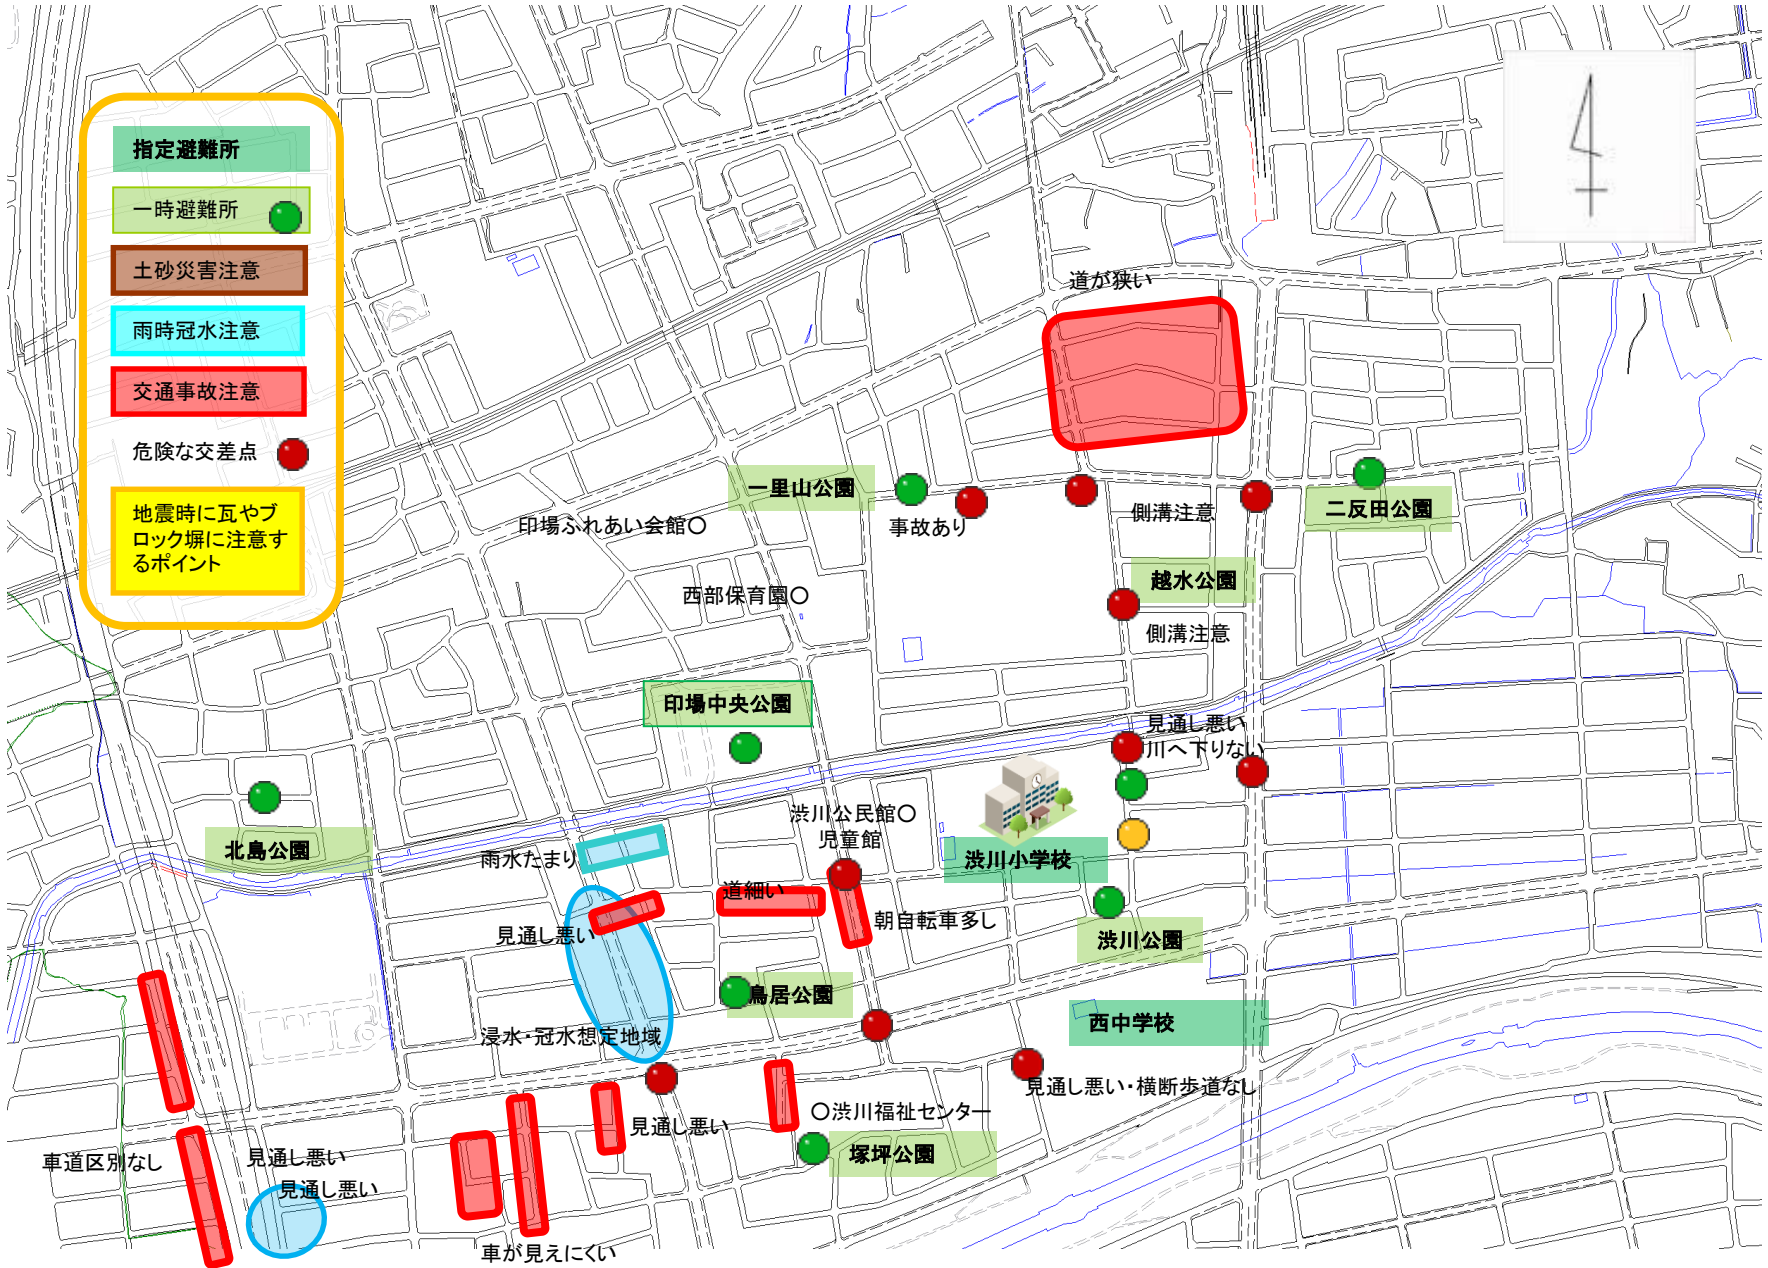 指定避難所
一時避難所
土砂災害注意
雨時冠水注意
交通事故注意
危険な交差点
地震時に瓦やブ
ロック塀に注意す
るポイント
道が狭い
一里山公園
印場ふれあい会館〇
事故あり
側溝注意
二反田公園
西部保育園〇
越水公園
側溝注意
印場中央公園
見通し悪い
川へ下りない
北島公園
渋川公民館〇
児童館
雨水たまり
渋川小学校
道細い
見通し悪い
朝自転車多し
渋川公園
鳥居公園
西中学校
浸水・冠水想定地域
見通し悪い・横断歩道なし
〇渋川福祉センター
見通し悪い
塚坪公園
車道区別なし
見通し悪い
見通し悪い
車が見えにくい